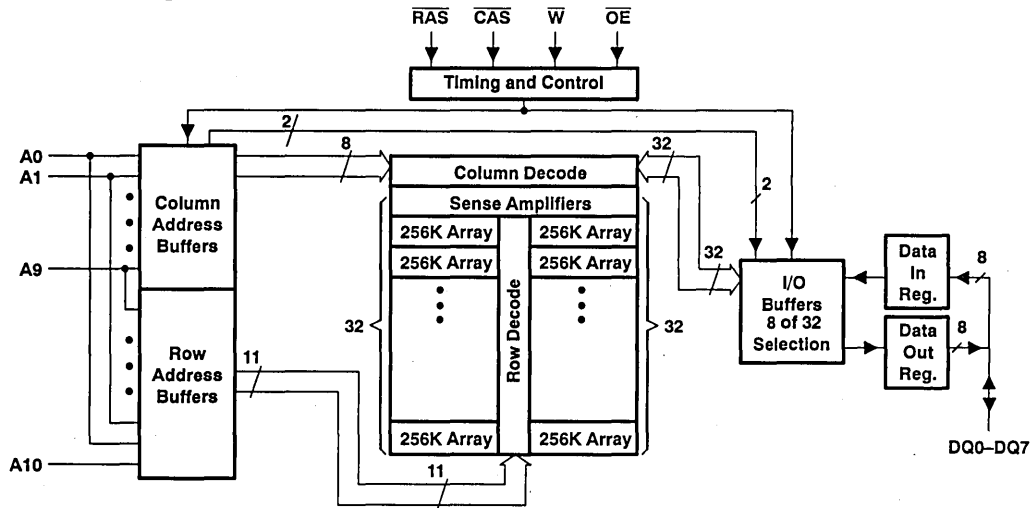 RAS CAS W OE
Timing and Control
2
A0
A1
A9
A10
Column
Address
Buffers
Row
Address
Buffers
8
Column Decode
Sense Amplifiers
256K Array 256K Array
256K Array 256K Array
Row Decode
32 32
256K Array 256K Array
11
11
32
32
2
I/O
Buffers
8 of 32
Selection
Data
In
Reg.
8
Data
Out
Reg.
8
DQ0–DQ7